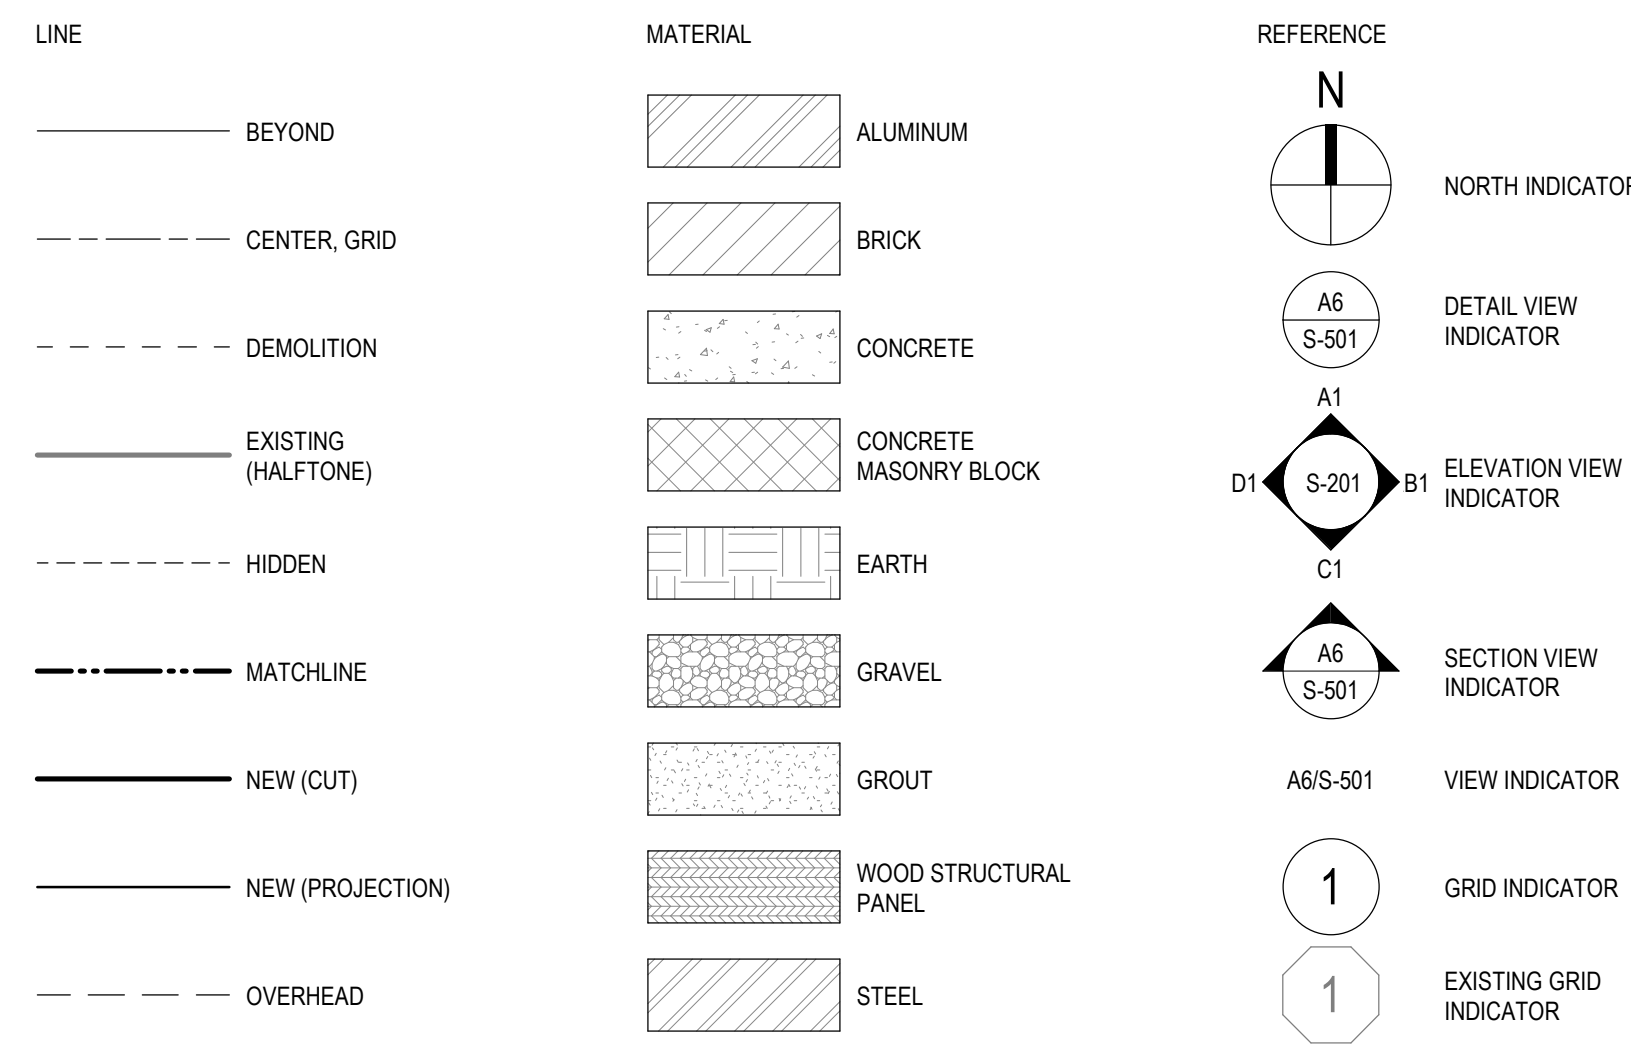 LINE
BEYOND
CENTER, GRID
DEMOLITION
EXISTING
(HALFTONE)
HIDDEN
MATCHLINE
NEW (CUT)
NEW (PROJECTION)
OVERHEAD
MATERIAL
ALUMINUM
BRICK
CONCRETE
CONCRETE
MASONRY BLOCK
EARTH
GRAVEL
GROUT
WOOD STRUCTURAL
PANEL
STEEL
REFERENCE
N
NORTH INDICATOR
A6
S-501
DETAIL VIEW
INDICATOR
A1
D1
S-201
B1
C1
ELEVATION VIEW
INDICATOR
A6
S-501
SECTION VIEW
INDICATOR
A6/S-501
VIEW INDICATOR
1
GRID INDICATOR
1
EXISTING GRID
INDICATOR